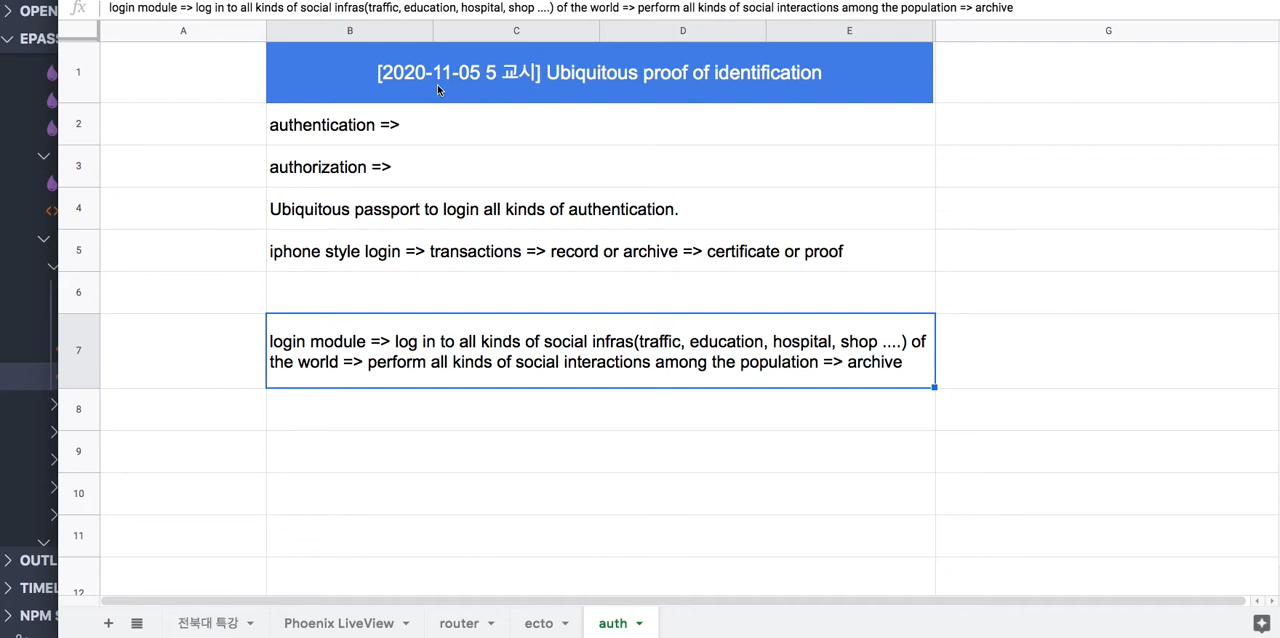 OPEN
fx login module => log in to all kinds of social infras(traffic, education, hospital, shop ....) of the world => perform all kinds of social interactions among the population => archive
EPAS
A B C D E G
1 [2020-11-05 5 교시] Ubiquitous proof of identification
2 authentication =>
3 authorization =>
4 Ubiquitous passport to login all kinds of authentication.
5 iphone style login => transactions => record or archive => certificate or proof
6
7 login module => log in to all kinds of social infras(traffic, education, hospital, shop ....) of
the world => perform all kinds of social interactions among the population => archive
8
9
10
11
OUTL
12
TIMEL
NPM S
전북대 특강 Phoenix LiveView router ecto auth